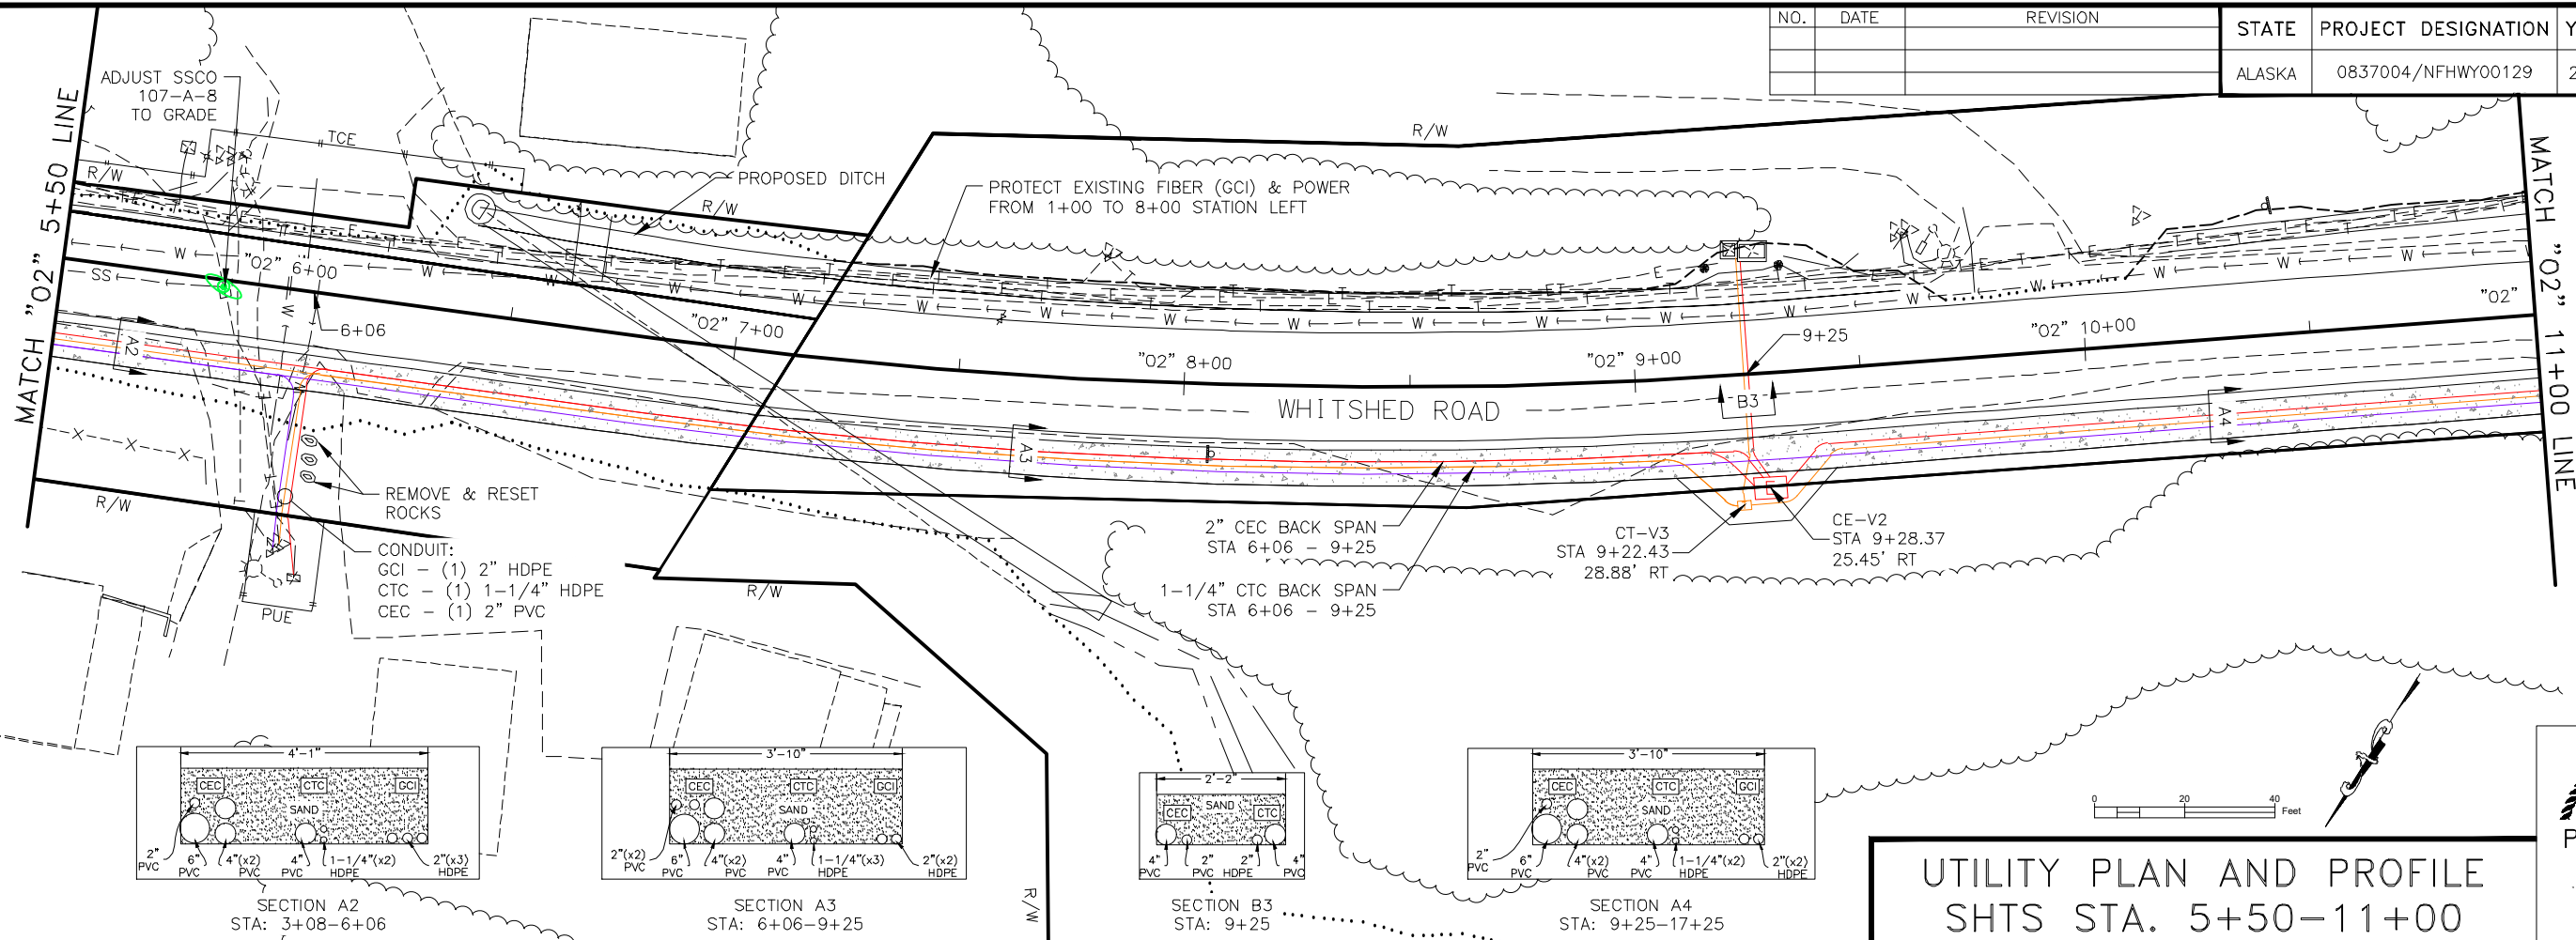 NO. DATE REVISION
STATE PROJECT DESIGNATION
ALASKA 0837004/NFHWY00129
MATCH "02" 5+50 LINE
ADJUST SSCO
107-A-8
TO GRADE
TCE
R/W
R/W
R/W
PROPOSED DITCH
PROTECT EXISTING FIBER (GCI) & POWER
FROM 1+00 TO 8+00 STATION LEFT
MATCH "02" 11+00 LINE
SS
"02" 6+00
6+06
"02" 7+00
"02" 8+00
"02" 9+00
9+25
"02" 10+00
"02"
WHITSHED ROAD
A2
A3
B3
A4
REMOVE & RESET
ROCKS
R/W
CONDUIT:
GCI - (1) 2" HDPE
CTC - (1) 1-1/4" HDPE
CEC - (1) 2" PVC
PUE
R/W
2" CEC BACK SPAN
STA 6+06 - 9+25
1-1/4" CTC BACK SPAN
STA 6+06 - 9+25
CT-V3
STA 9+22.43
28.88' RT
CE-V2
STA 9+28.37
25.45' RT
4'-1"
CEC CTC GCI
SAND
2" PVC
6" PVC
4"(x2) PVC
4" PVC
1-1/4"(x2) HDPE
2"(x3) HDPE
SECTION A2
STA: 3+08-6+06
3'-10"
CEC CTC GCI
SAND
2"(x2) PVC
6" PVC
4"(x2) PVC
4" PVC
1-1/4"(x3) HDPE
2"(x2) HDPE
SECTION A3
STA: 6+06-9+25
R/W
2'-2"
SAND
CEC CTC
4" PVC
2" PVC
2" HDPE
4" PVC
SECTION B3
STA: 9+25
3'-10"
CEC CTC GCI
SAND
2" PVC
6" PVC
4"(x2) PVC
4" PVC
1-1/4"(x2) HDPE
2"(x2) HDPE
SECTION A4
STA: 9+25-17+25
0 20 40 Feet
UTILITY PLAN AND PROFILE
SHTS STA. 5+50-11+00